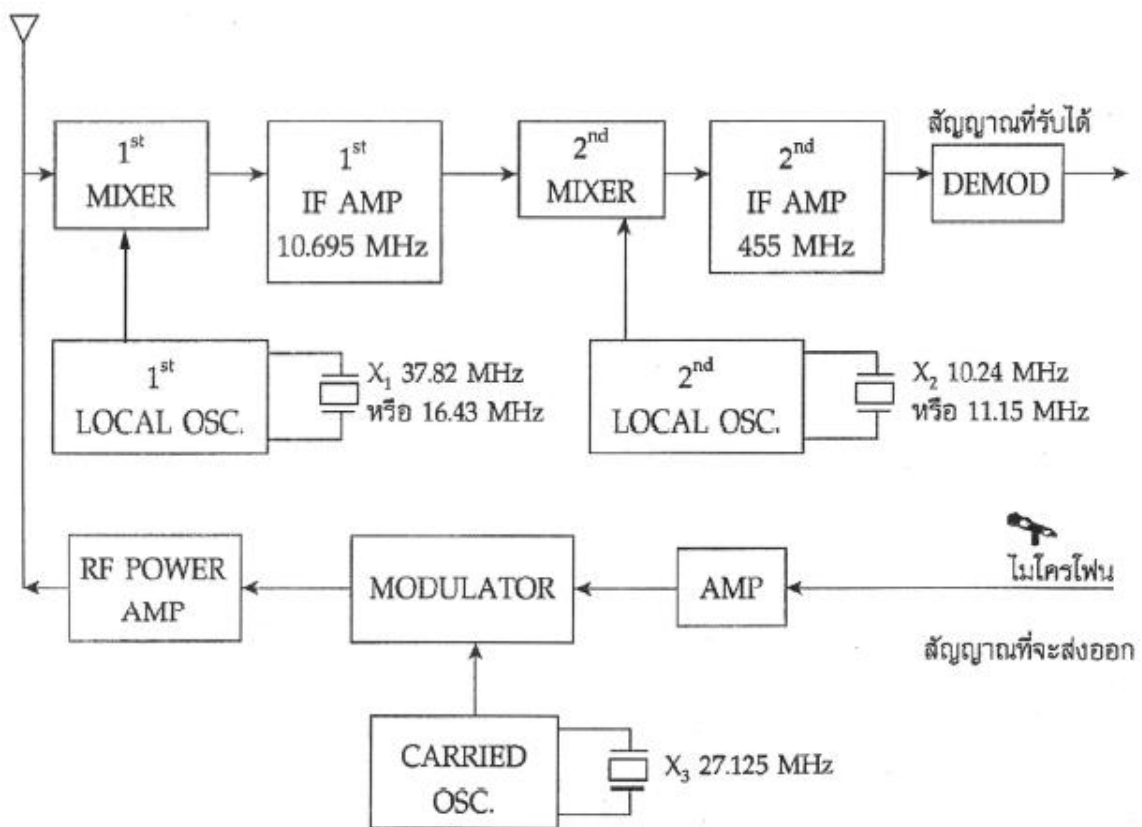 1st
MIXER
1st
IF AMP
10.695 MHz
2nd
MIXER
2nd
IF AMP
455 MHz
สัญญาณที่รับได้
DEMOD
1st
LOCAL OSC.
X1 37.82 MHz
หรือ 16.43 MHz
2nd
LOCAL OSC.
X2 10.24 MHz
หรือ 11.15 MHz
RF POWER
AMP
MODULATOR
AMP
ไมโครโฟน
สัญญาณที่จะส่งออก
CARRIED
OSC.
X3 27.125 MHz